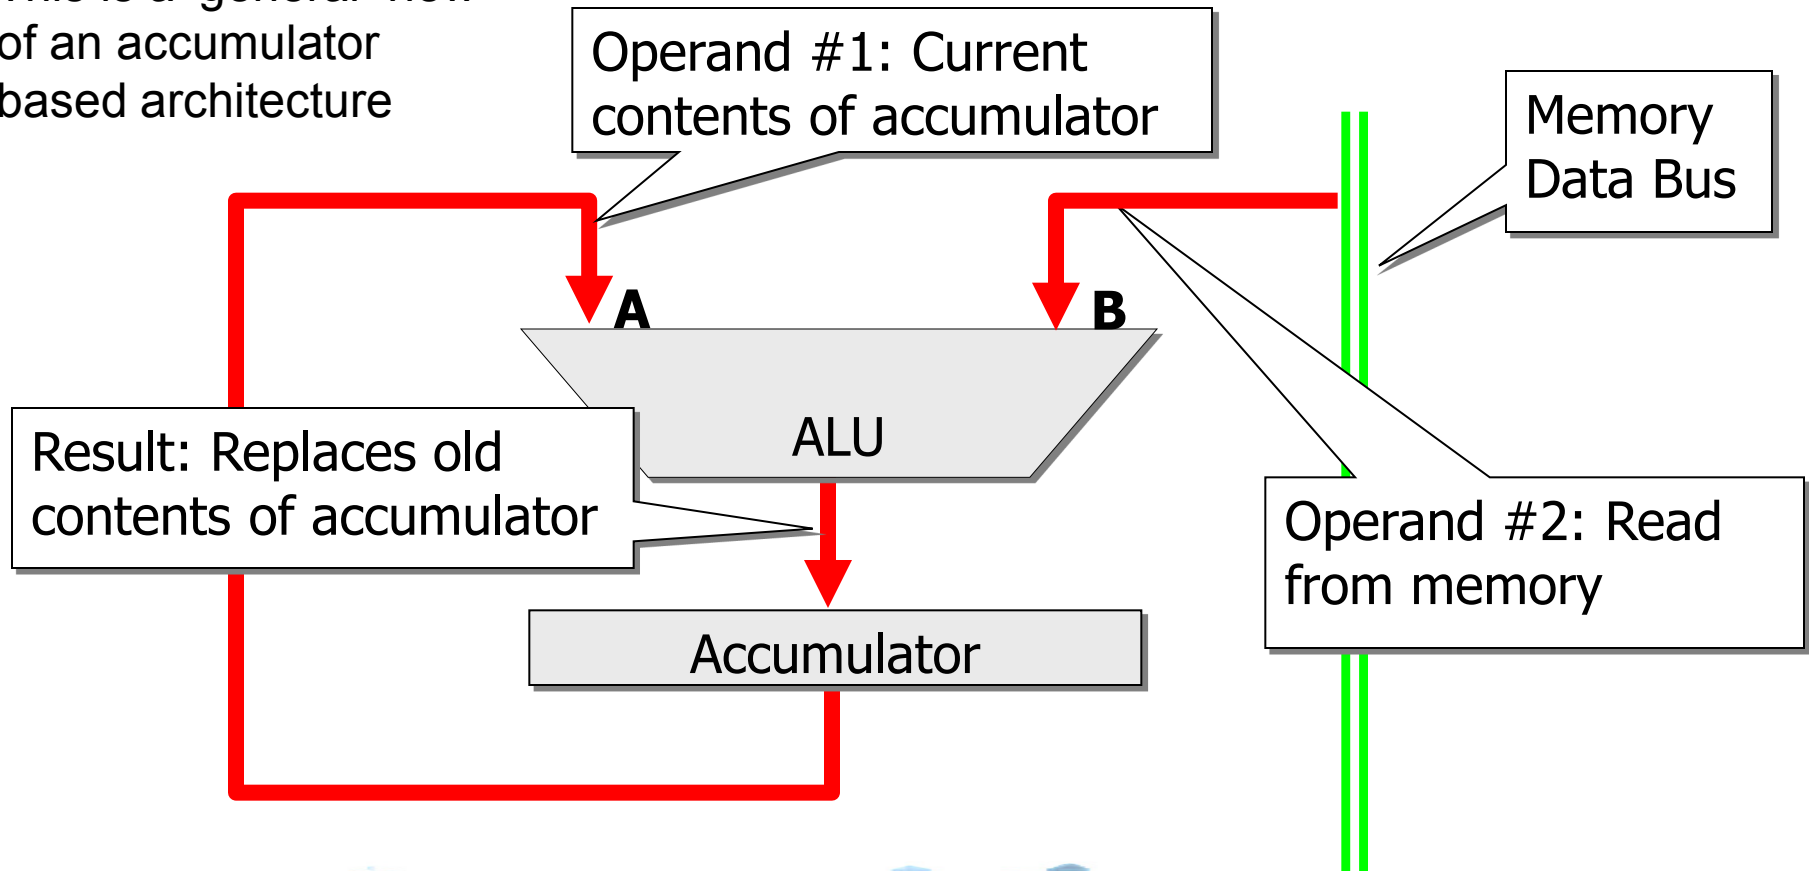 of an accumulator
based architecture
Operand #1: Current
contents of accumulator
Memory
Data Bus
A
B
ALU
Result: Replaces old
contents of accumulator
Operand #2: Read
from memory
Accumulator